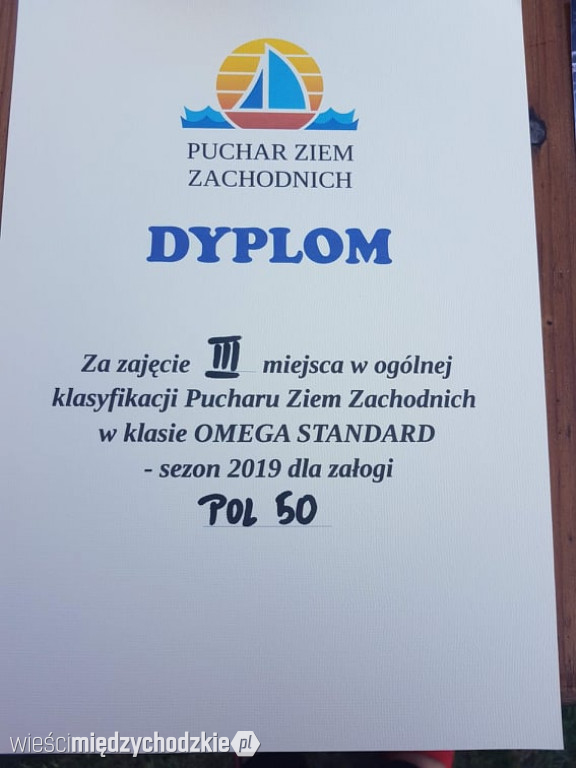 PUCHAR ZIEM
ZACHODNICH
DYPLOM
Za zajęcie III miejsca w ogólnej
klasyfikacji Pucharu Ziem Zachodnich
w klasie OMEGA STANDARD
- sezon 2019 dla załogi
POL 50
wieścimiędzychodzkie.pl